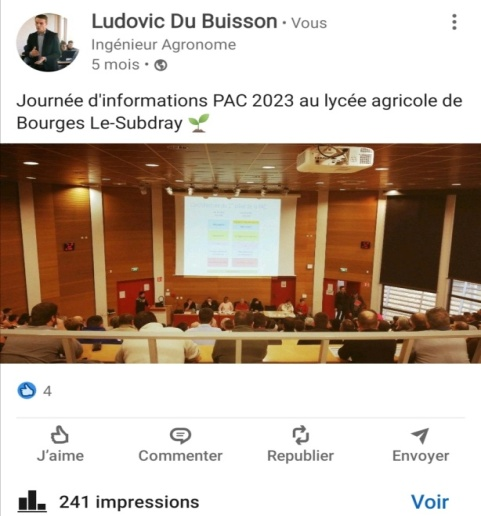 Ludovic Du Buisson • Vous
Ingénieur Agronome
5 mois •
Journée d'informations PAC 2023 au lycée agricole de
Bourges Le-Subdray 🌱
4
J'aime Commenter Republier Envoyer
241 impressions Voir